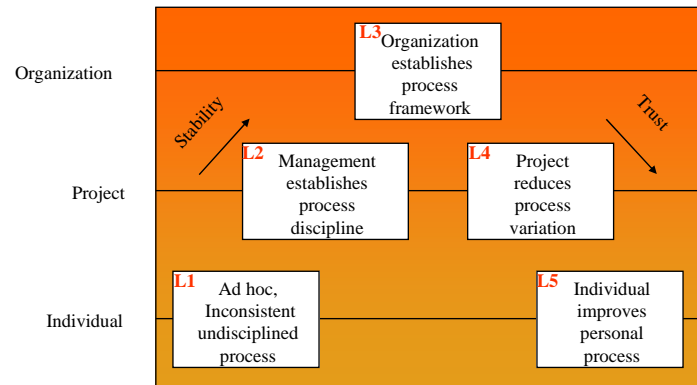 L3
Organization
establishes
process
framework
Organization
Stability
Trust
L2
Management
establishes
process
discipline
L4
Project
reduces
process
variation
Project
L1
Ad hoc,
Inconsistent
undisciplined
process
L5
Individual
improves
personal
process
Individual